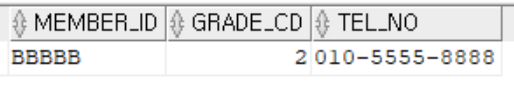 MEMBER_ID GRADE_CD TEL_NO
BBBBB 2 010-5555-8888